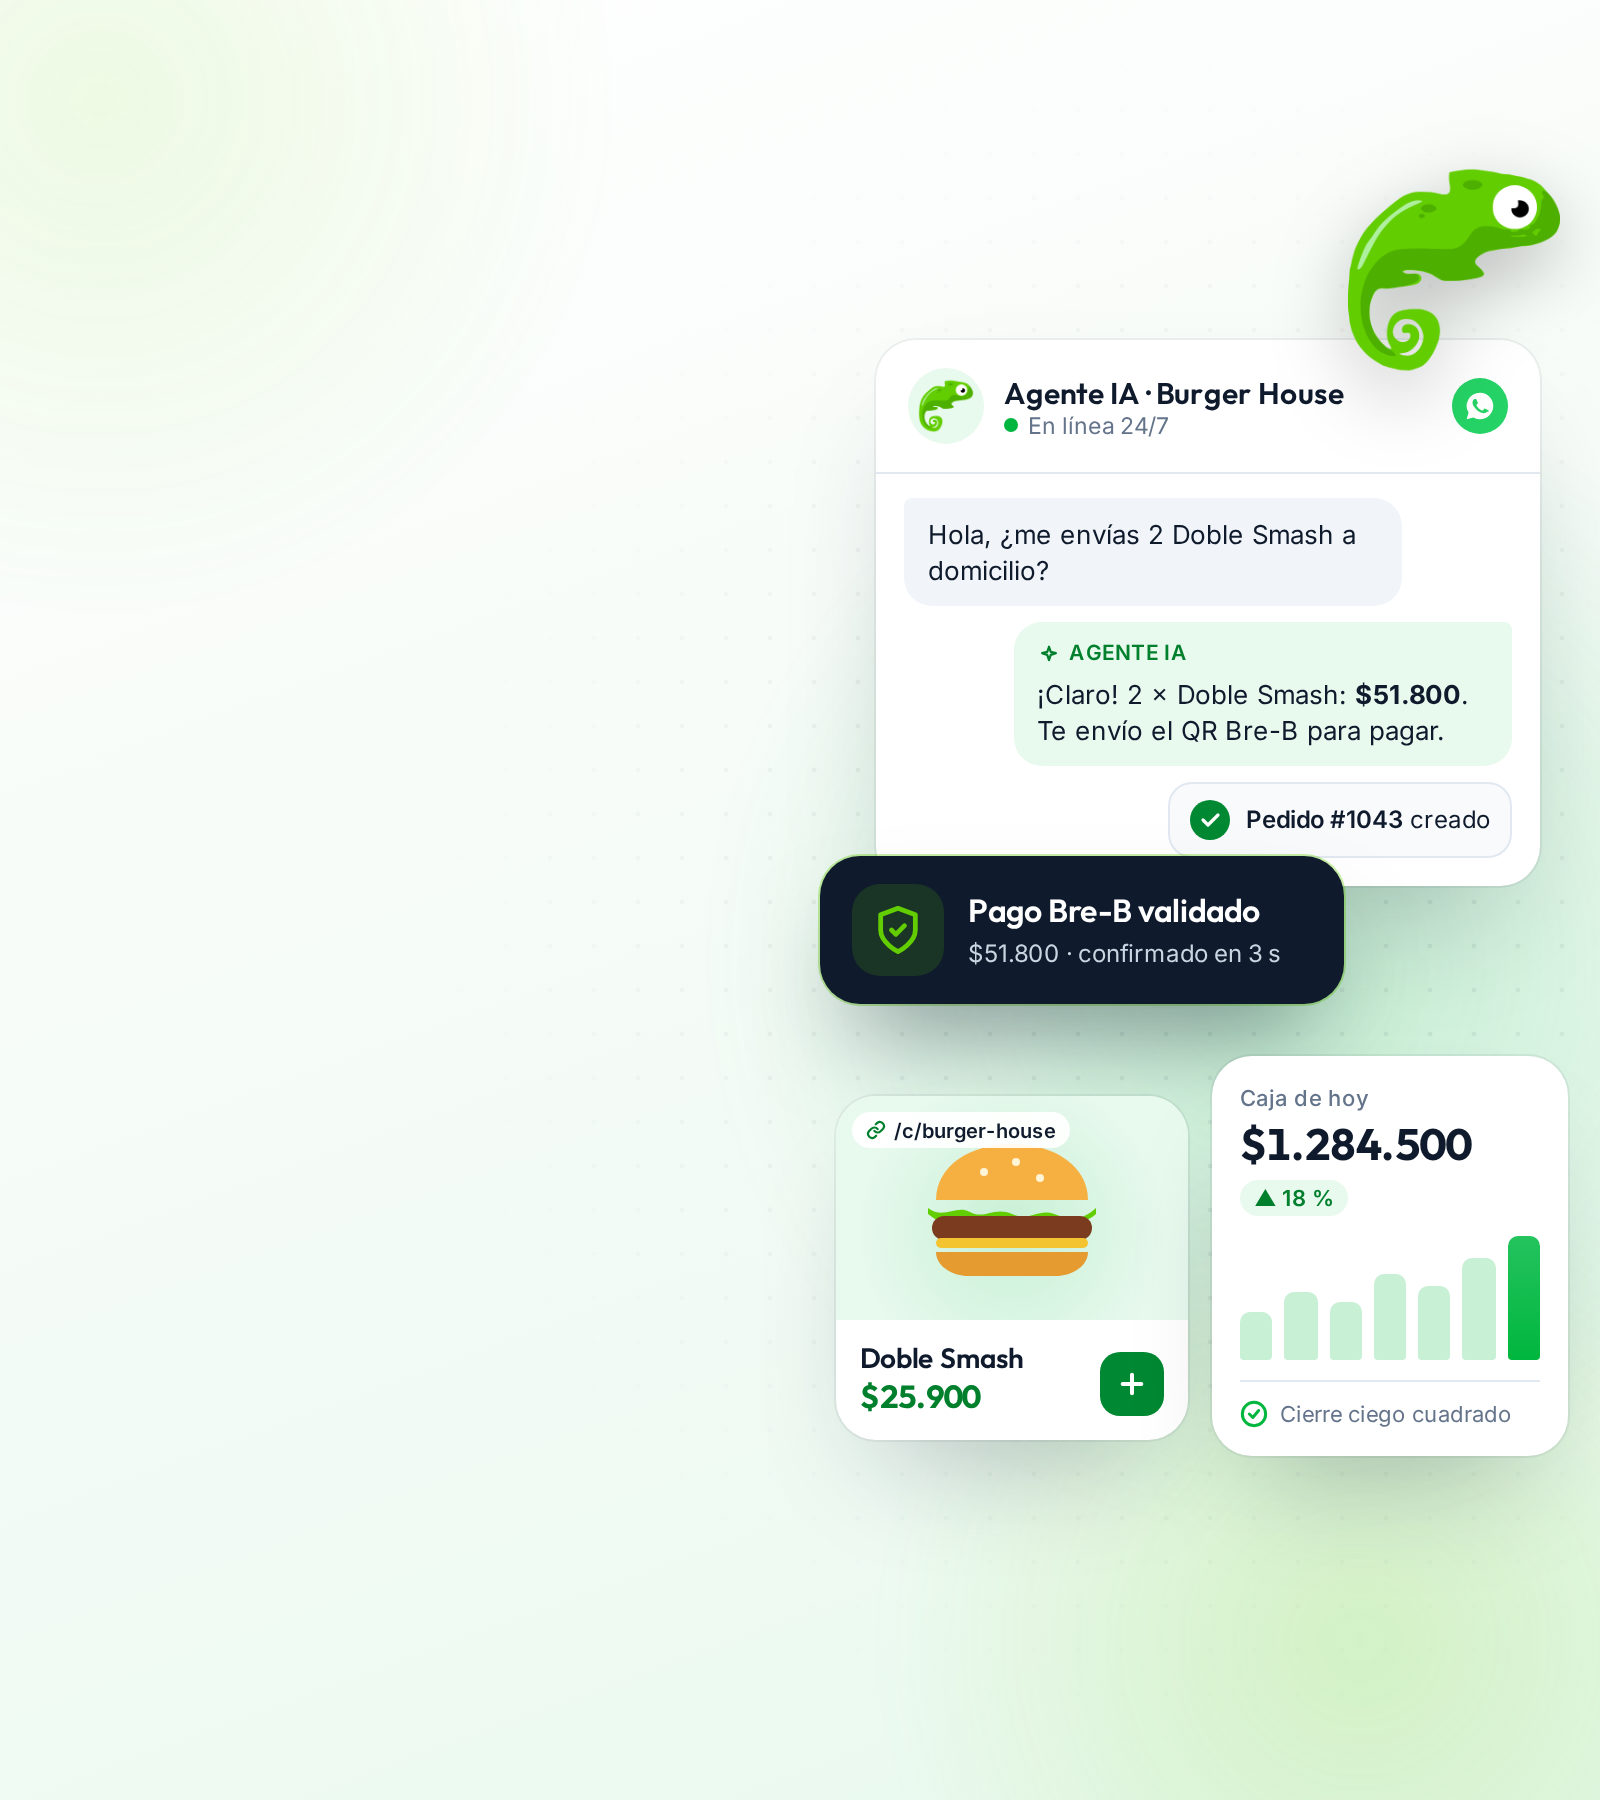 Agente IA · Burger House
En línea 24/7
Hola, ¿me envías 2 Doble Smash a
domicilio?
AGENTE IA
¡Claro! 2 × Doble Smash: $51.800.
Te envío el QR Bre-B para pagar.
Pedido #1043 creado
Pago Bre-B validado
$51.800 · confirmado en 3 s
/c/burger-house
Doble Smash
$25.900
Caja de hoy
$1.284.500
▲ 18 %
Cierre ciego cuadrado